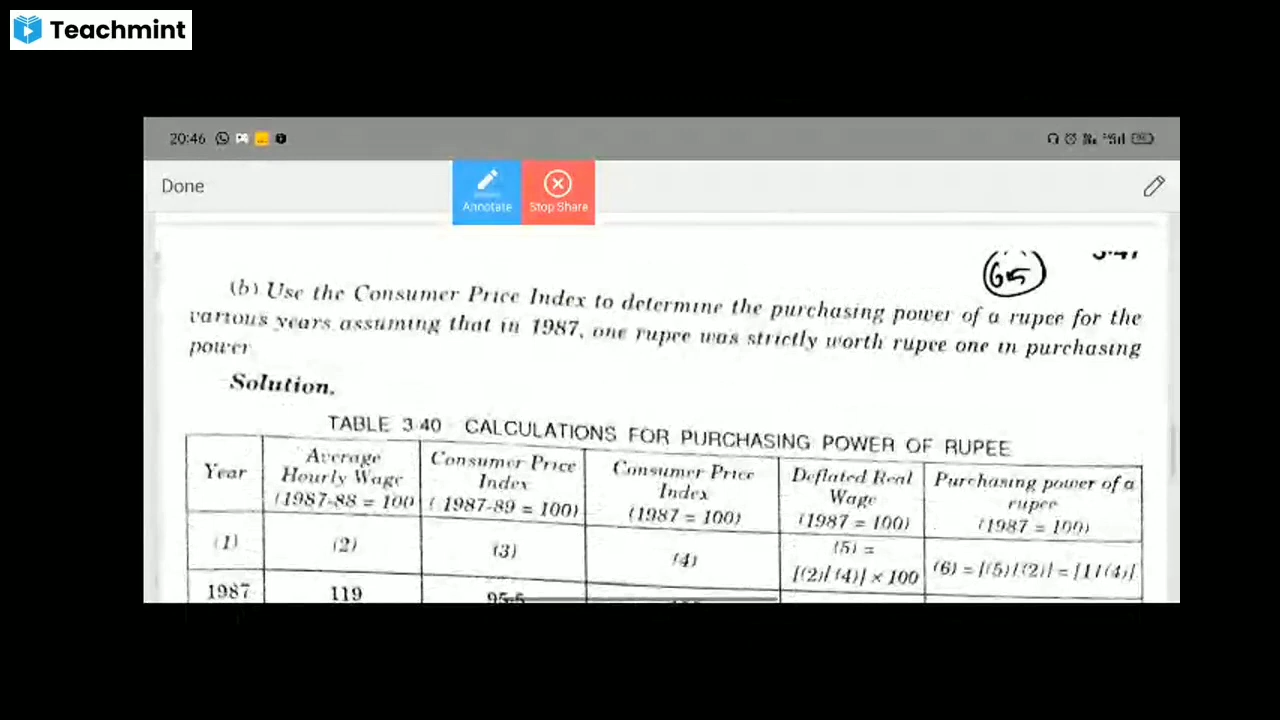 Teachmint
20:46
Done
Annotate
Stop Share
65
3·41
(b) Use the Consumer Price Index to determine the purchasing power of a rupee for the
various years assuming that in 1987, one rupee was strictly worth rupee one in purchasing
power
Solution.
TABLE 3·40 CALCULATIONS FOR PURCHASING POWER OF RUPEE
Year
Average
Hourly Wage
(1987-88 = 100
Consumer Price
Index
(1987-89 = 100)
Consumer Price
Index
(1987 = 100)
Deflated Real
Wage
(1987 = 100)
Purchasing power of a
rupee
(1987 = 100)
(1)
(2)
(3)
(4)
(5) =
[(2)/(4)] × 100
(6) = [(5)/(2)] = [1/(4)]
1987
119
95·5